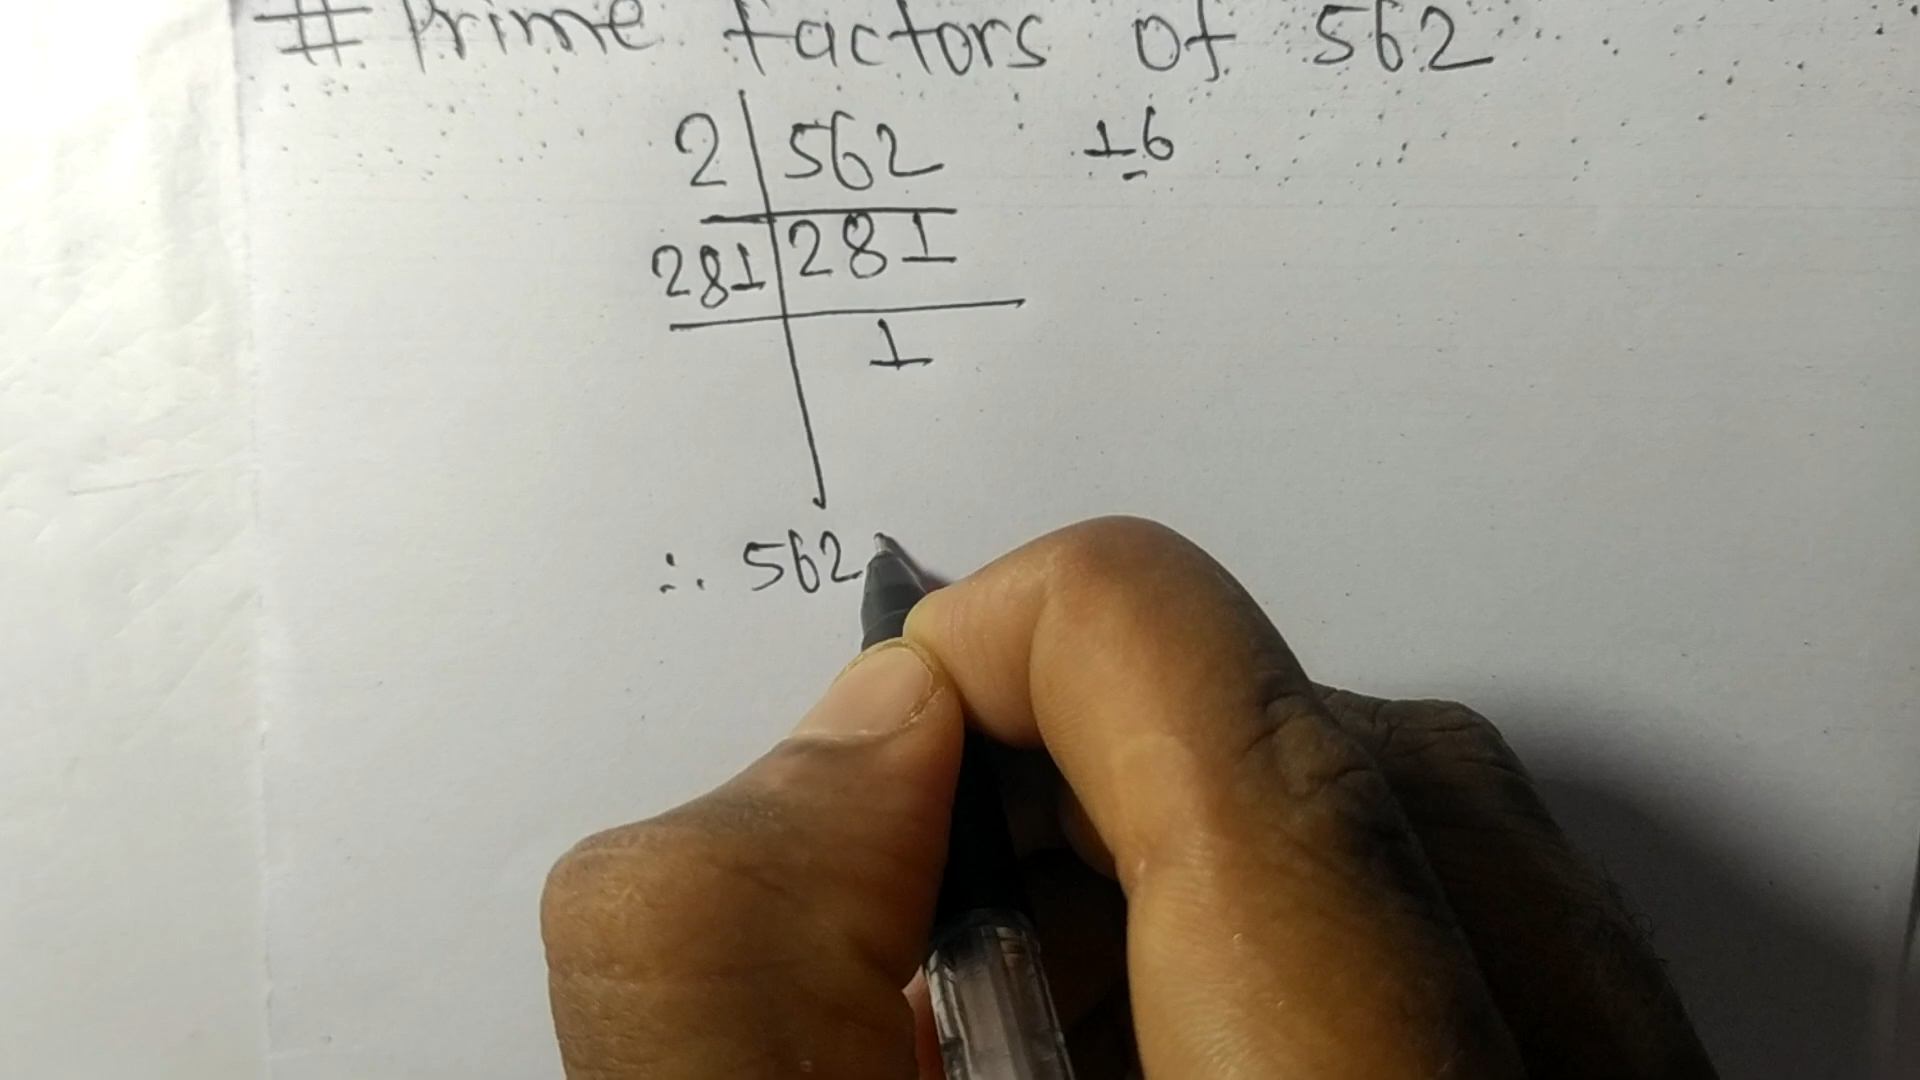 # Prime factors of 562
2 562 16
281 281
1
∴ 562